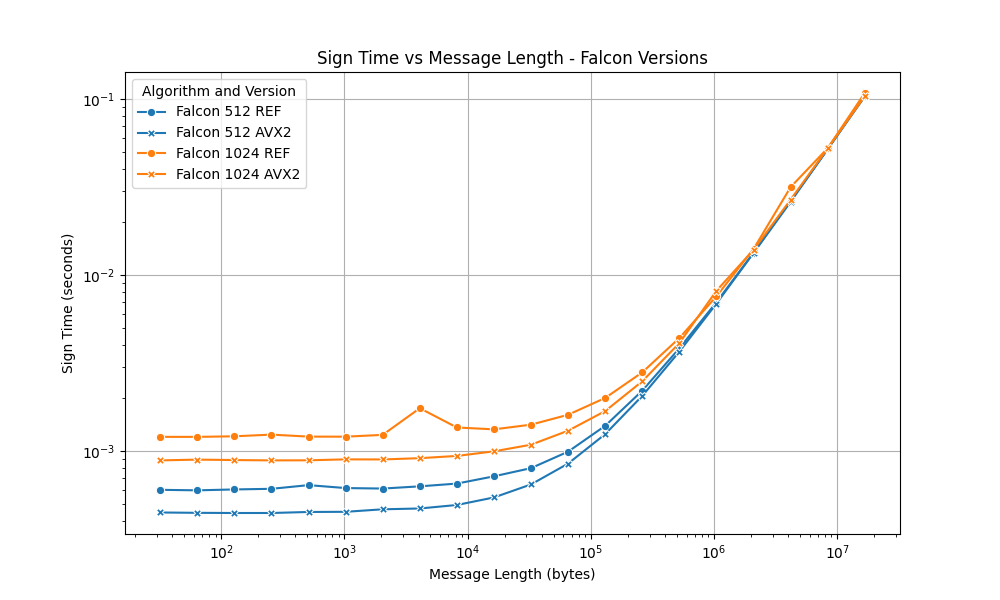 Sign Time vs Message Length - Falcon Versions
Algorithm and Version
Falcon 512 REF
Falcon 512 AVX2
Falcon 1024 REF
Falcon 1024 AVX2
Sign Time (seconds)
10⁻¹
10⁻²
10⁻³
10² 10³ 10⁴ 10⁵ 10⁶ 10⁷
Message Length (bytes)